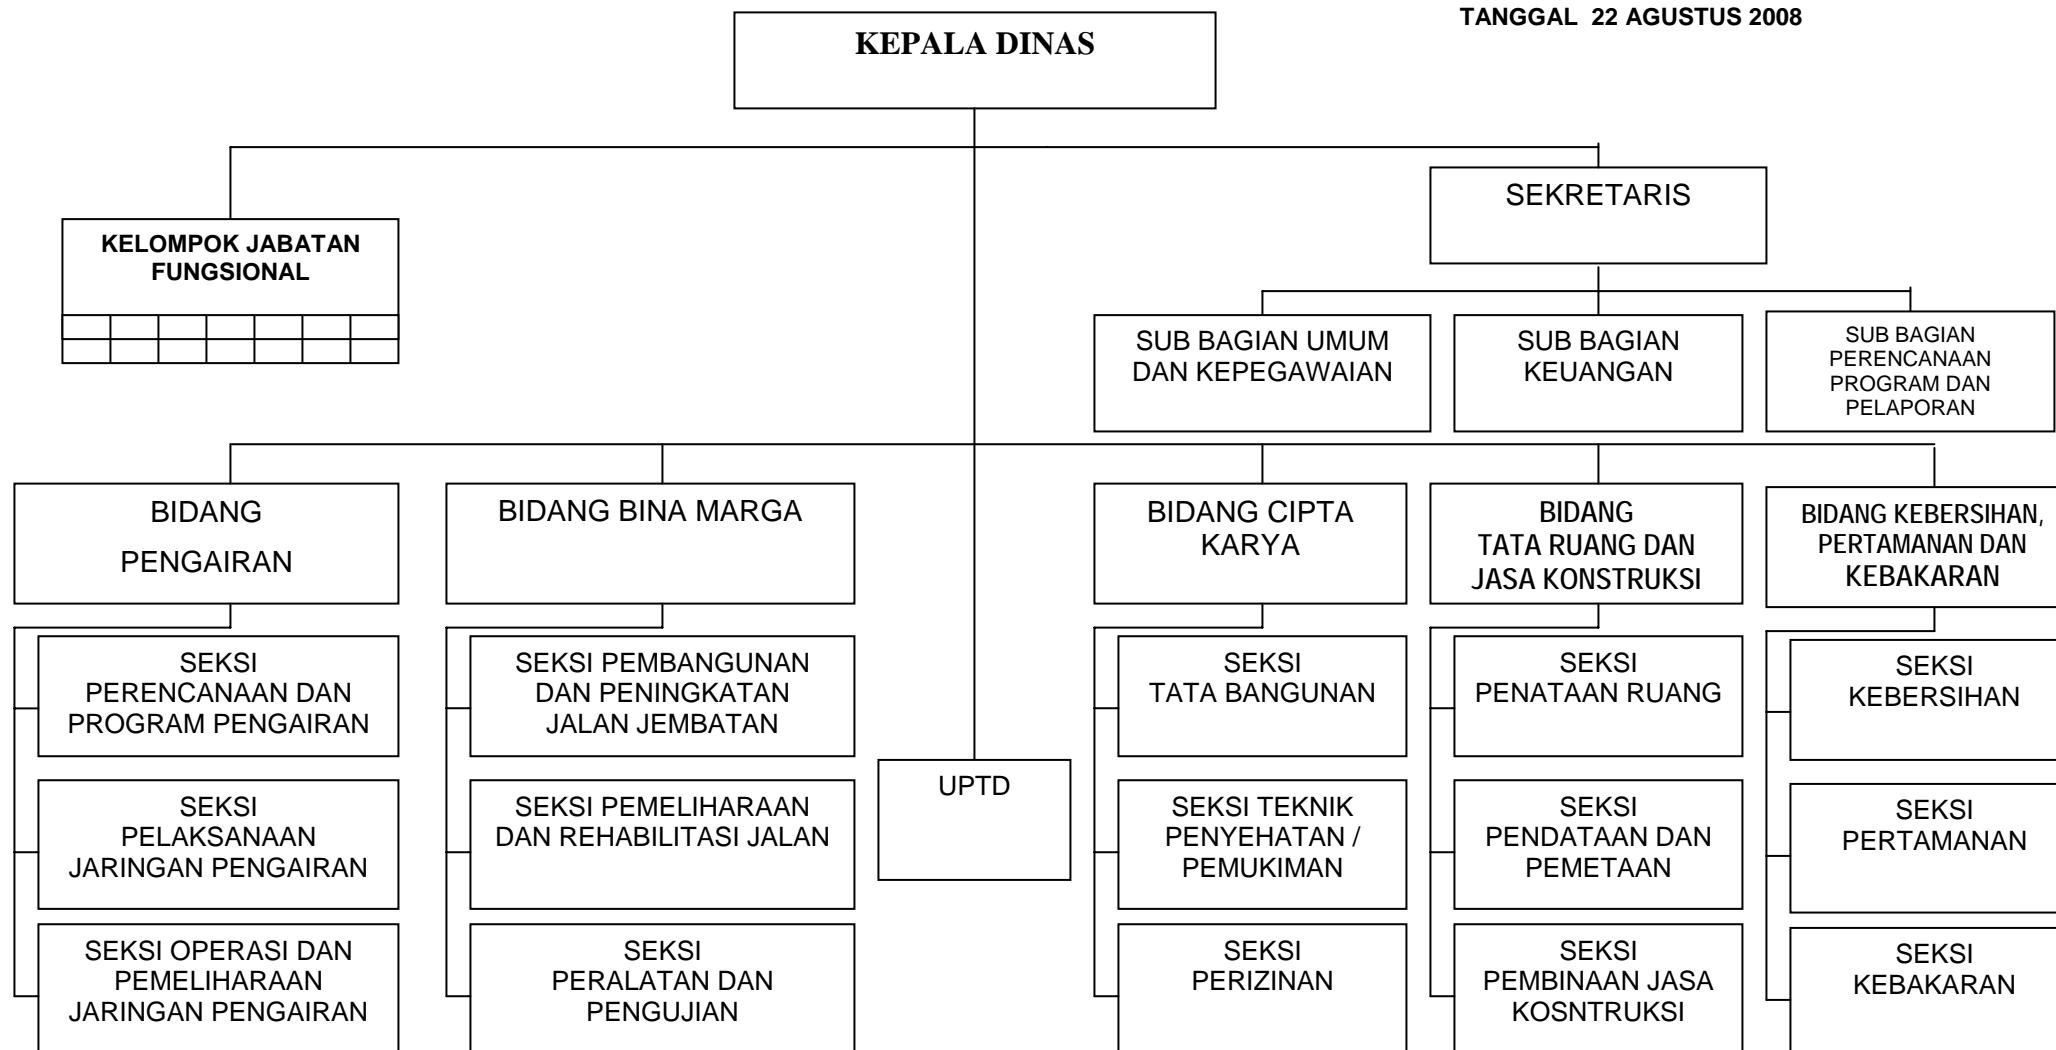 TANGGAL 22 AGUSTUS 2008
KEPALA DINAS
SEKRETARIS
KELOMPOK JABATAN
FUNGSIONAL
SUB BAGIAN UMUM
DAN KEPEGAWAIAN
SUB BAGIAN
KEUANGAN
SUB BAGIAN
PERENCANAAN
PROGRAM DAN
PELAPORAN
BIDANG
PENGAIRAN
BIDANG BINA MARGA
BIDANG CIPTA
KARYA
BIDANG
TATA RUANG DAN
JASA KONSTRUKSI
BIDANG KEBERSIHAN,
PERTAMANAN DAN
KEBAKARAN
SEKSI
PERENCANAAN DAN
PROGRAM PENGAIRAN
SEKSI PEMBANGUNAN
DAN PENINGKATAN
JALAN JEMBATAN
SEKSI
TATA BANGUNAN
SEKSI
PENATAAN RUANG
SEKSI
KEBERSIHAN
UPTD
SEKSI
PELAKSANAAN
JARINGAN PENGAIRAN
SEKSI PEMELIHARAAN
DAN REHABILITASI JALAN
SEKSI TEKNIK
PENYEHATAN /
PEMUKIMAN
SEKSI
PENDATAAN DAN
PEMETAAN
SEKSI
PERTAMANAN
SEKSI OPERASI DAN
PEMELIHARAAN
JARINGAN PENGAIRAN
SEKSI
PERALATAN DAN
PENGUJIAN
SEKSI
PERIZINAN
SEKSI
PEMBINAAN JASA
KOSNTRUKSI
SEKSI
KEBAKARAN